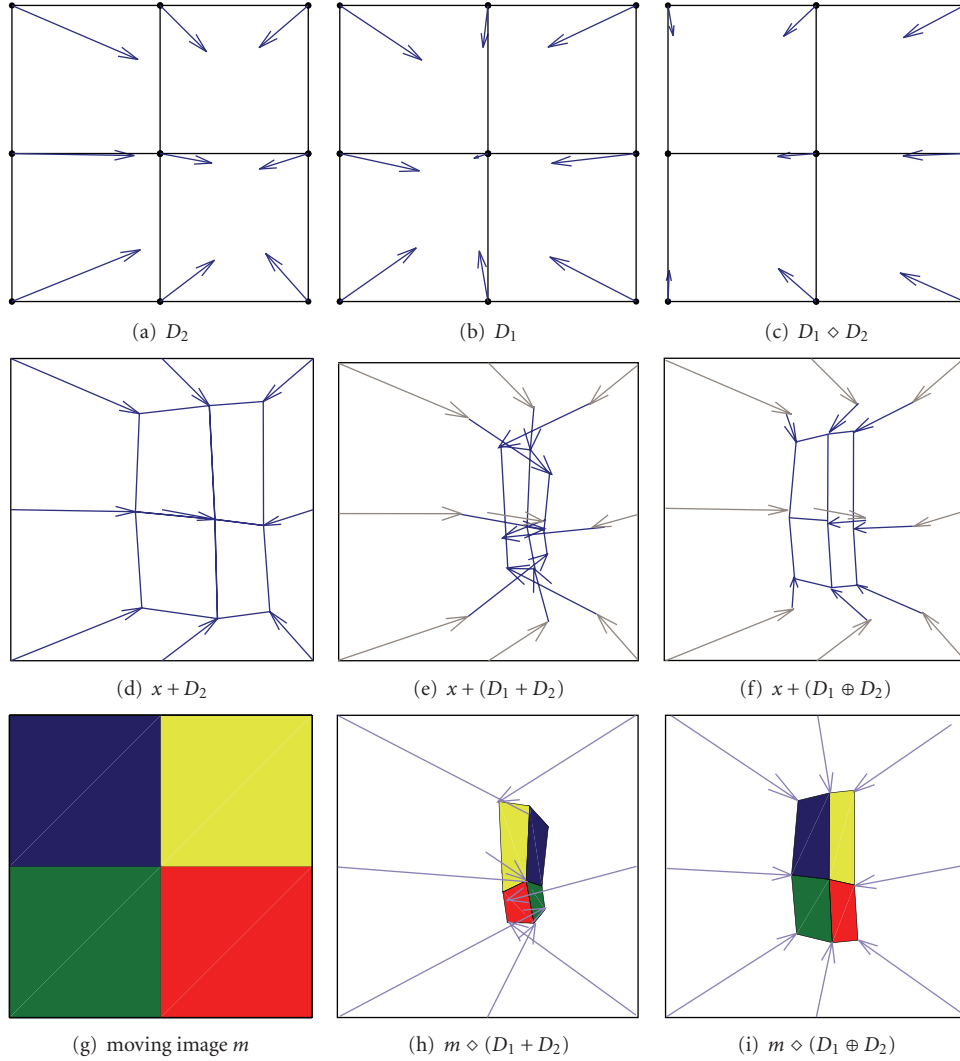 (a) D₂
(b) D₁
(c) D₁ ⋄ D₂
(d) x + D₂
(e) x + (D₁ + D₂)
(f) x + (D₁ ⊕ D₂)
(g) moving image m
(h) m ⋄ (D₁ + D₂)
(i) m ⋄ (D₁ ⊕ D₂)